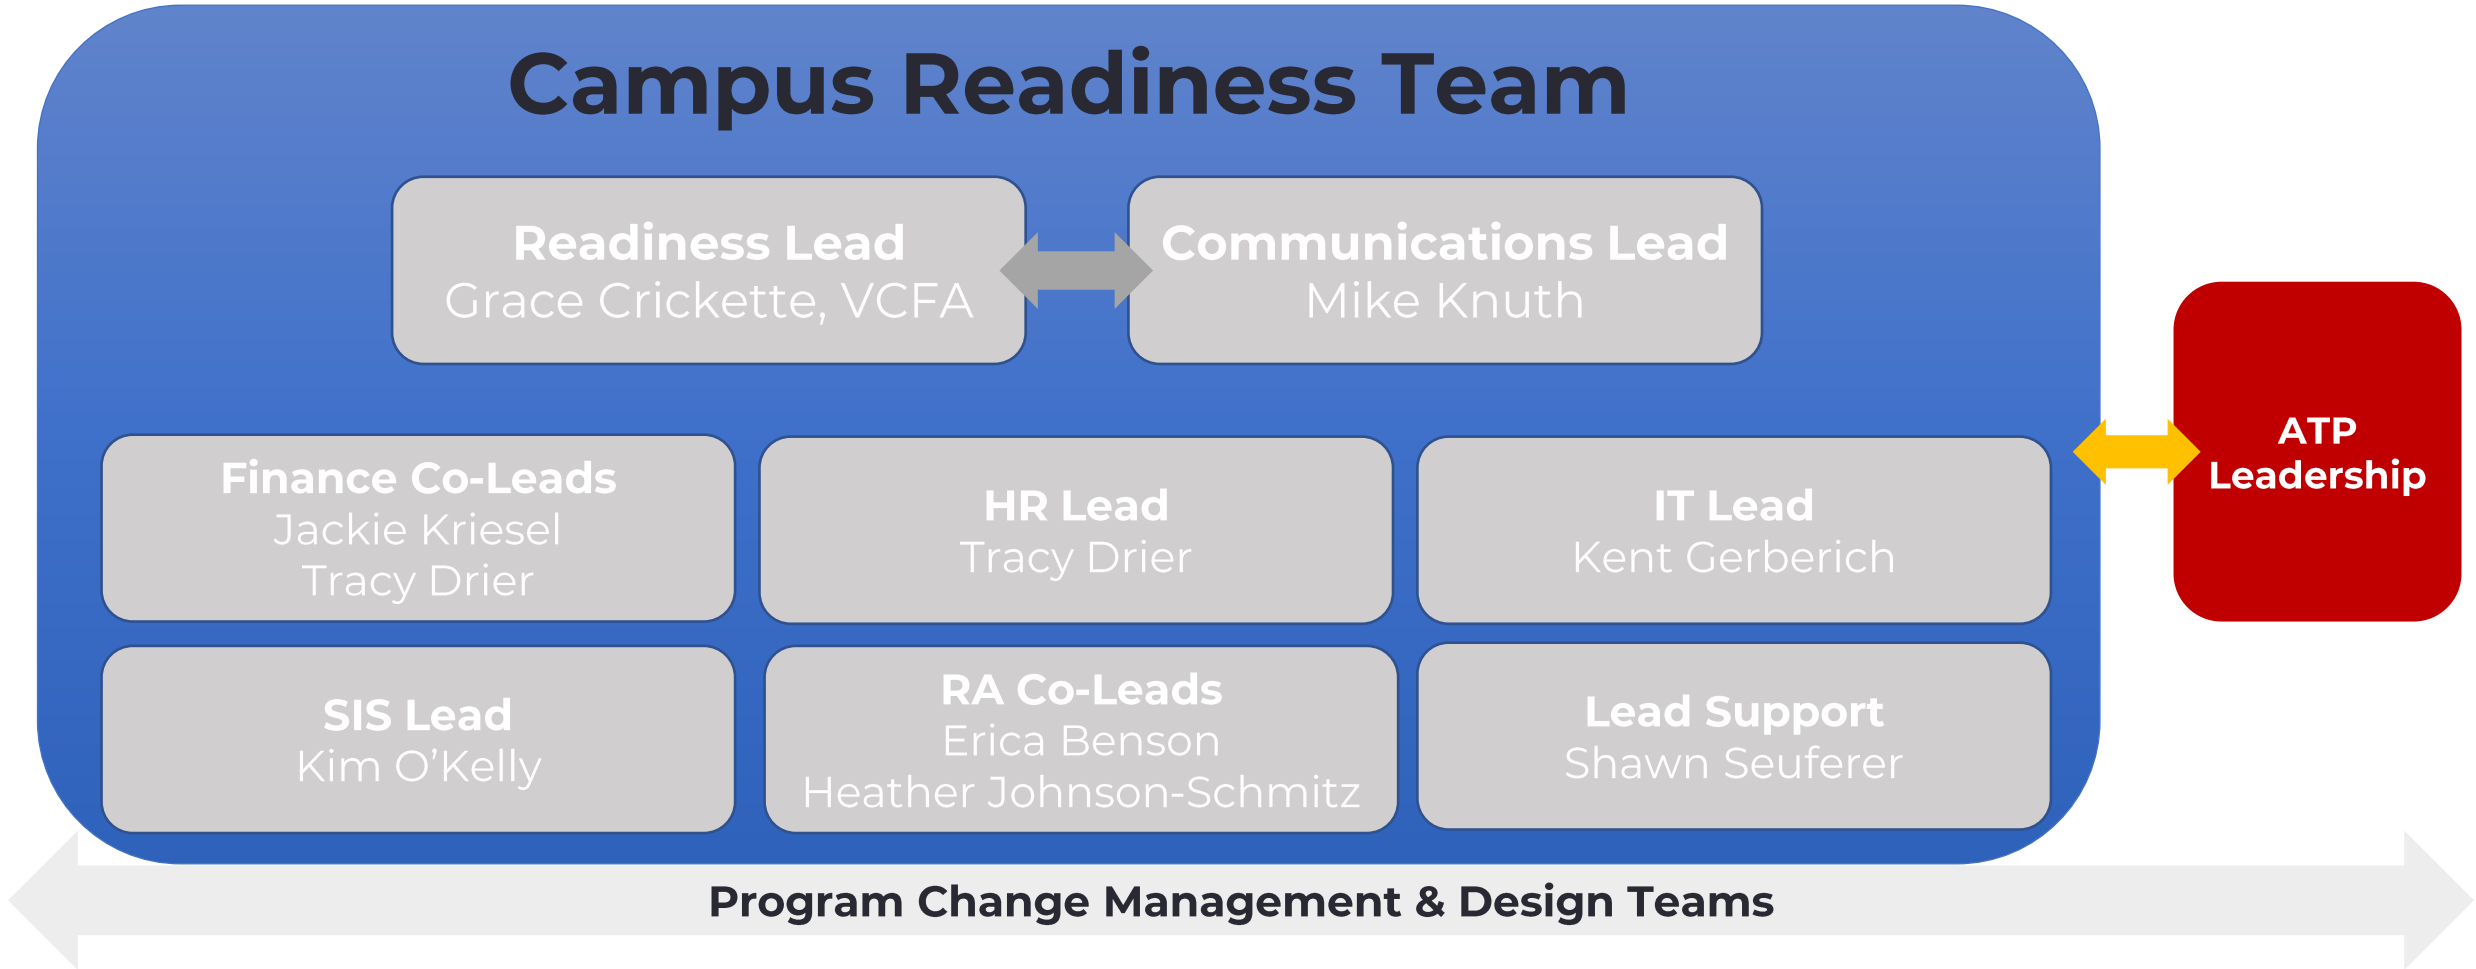 Campus Readiness Team
Readiness Lead
Grace Crickette, VCFA
Communications Lead
Mike Knuth
Finance Co-Leads
Jackie Kriesel
Tracy Drier
HR Lead
Tracy Drier
IT Lead
Kent Gerberich
ATP
Leadership
SIS Lead
Kim O’Kelly
RA Co-Leads
Erica Benson
Heather Johnson-Schmitz
Lead Support
Shawn Seuferer
Program Change Management & Design Teams